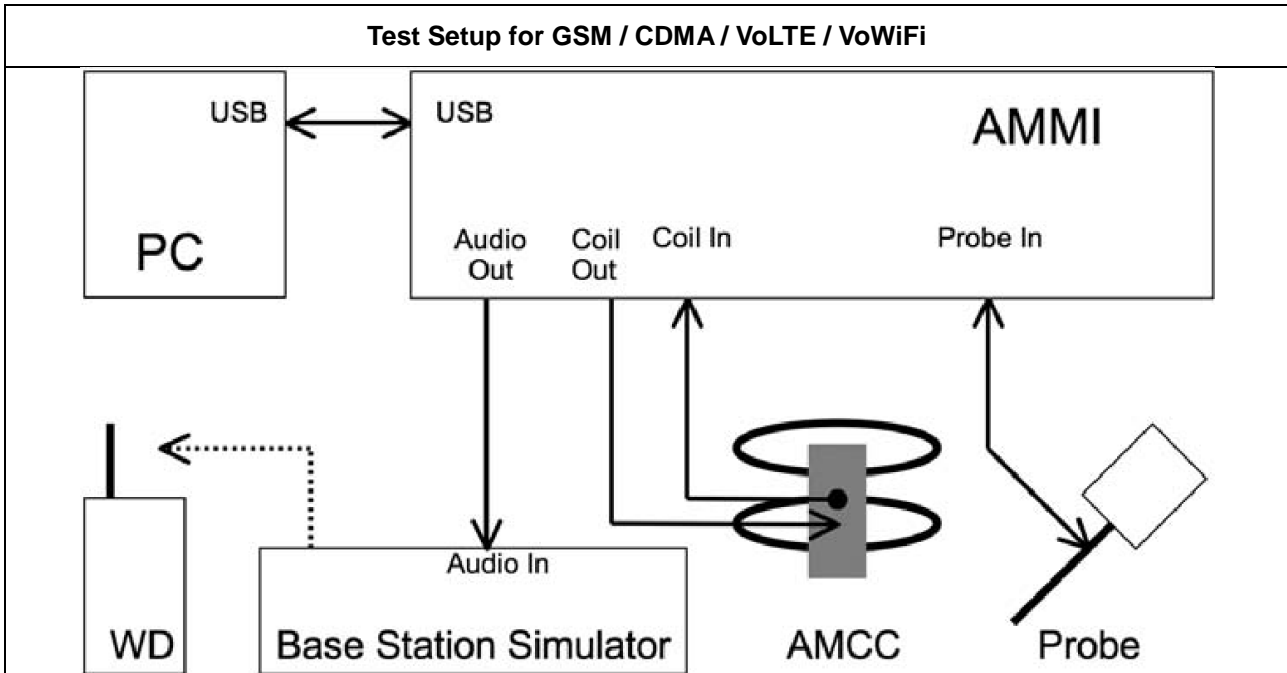 Test Setup for GSM / CDMA / VoLTE / VoWiFi
USB
USB
AMMI
PC
Audio
Out
Coil
Out
Coil In
Probe In
Audio In
WD
Base Station Simulator
AMCC
Probe